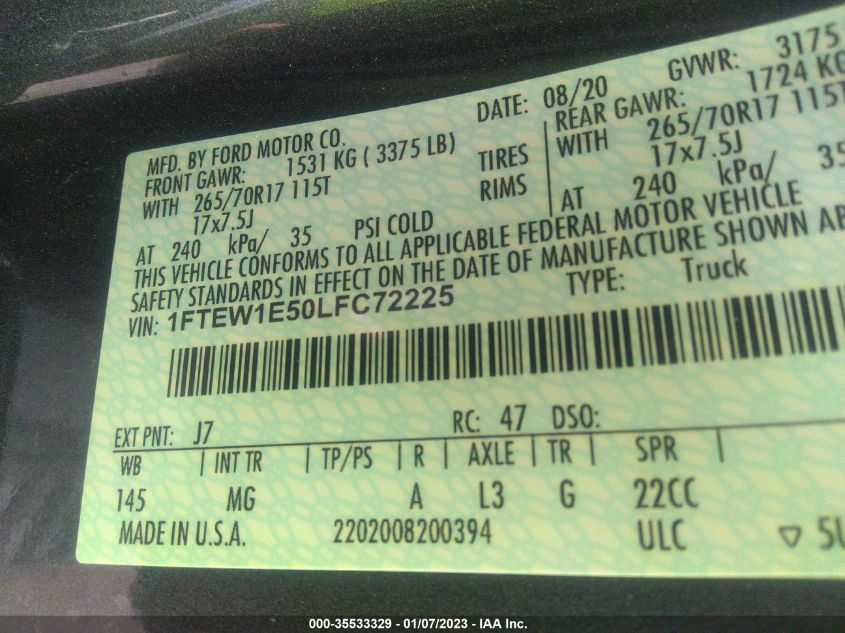 DATE: 08/20 GVWR: 3175
MFD. BY FORD MOTOR CO.
FRONT GAWR: 1531 KG ( 3375 LB) REAR GAWR: 1724 KG
WITH 265/70R17 115T TIRES WITH 265/70R17 115T
17x7.5J RIMS 17x7.5J
AT 240 kPa/ 35 PSI COLD AT 240 kPa/ 35
THIS VEHICLE CONFORMS TO ALL APPLICABLE FEDERAL MOTOR VEHICLE
SAFETY STANDARDS IN EFFECT ON THE DATE OF MANUFACTURE SHOWN AB
VIN: 1FTEW1E50LFC72225 TYPE: Truck
EXT PNT: J7 RC: 47 DSO:
WB INT TR TP/PS R AXLE TR SPR
145 MG A L3 G 22CC
MADE IN U.S.A. 2202008200394 ULC
000-35533329 - 01/07/2023 - IAA Inc.